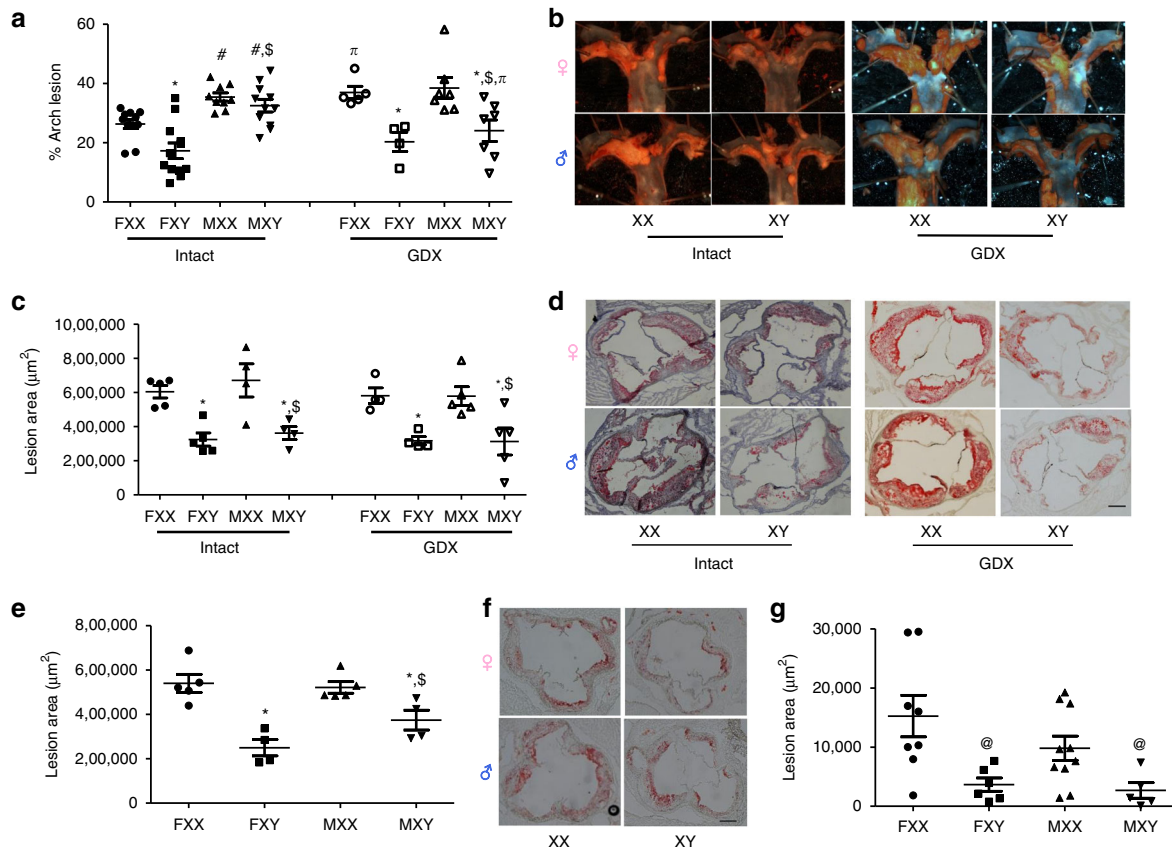 a
% Arch lesion
60
40
20
0
*
#
#,$
π
*
*,$,π
FXX FXY MXX MXY FXX FXY MXX MXY
Intact GDX
b
♀
♂
XX XY XX XY
Intact GDX
c
Lesion area (μm²)
10,00,000
8,00,000
6,00,000
4,00,000
2,00,000
0
*
*,$
*
*,$
FXX FXY MXX MXY FXX FXY MXX MXY
Intact GDX
d
♀
♂
XX XY XX XY
Intact GDX
e
Lesion area (μm²)
8,00,000
6,00,000
4,00,000
2,00,000
0
*
*,$
FXX FXY MXX MXY
f
♀
♂
XX XY
g
Lesion area (μm²)
30,000
20,000
10,000
0
@
@
FXX FXY MXX MXY